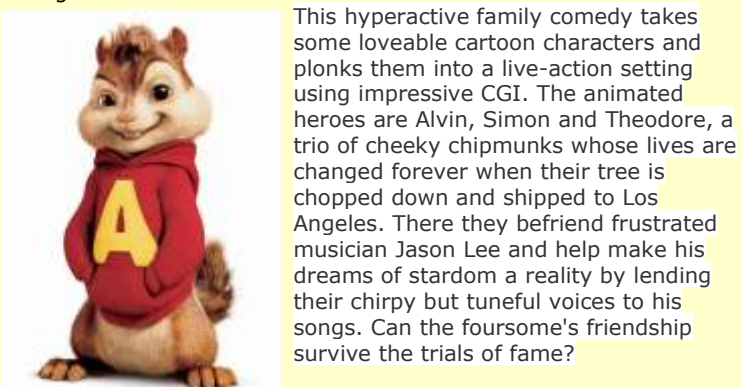 This hyperactive family comedy takes
some loveable cartoon characters and
plonks them into a live-action setting
using impressive CGI. The animated
heroes are Alvin, Simon and Theodore, a
trio of cheeky chipmunks whose lives are
changed forever when their tree is
chopped down and shipped to Los
Angeles. There they befriend frustrated
musician Jason Lee and help make his
dreams of stardom a reality by lending
their chirpy but tuneful voices to his
songs. Can the foursome's friendship
survive the trials of fame?
A